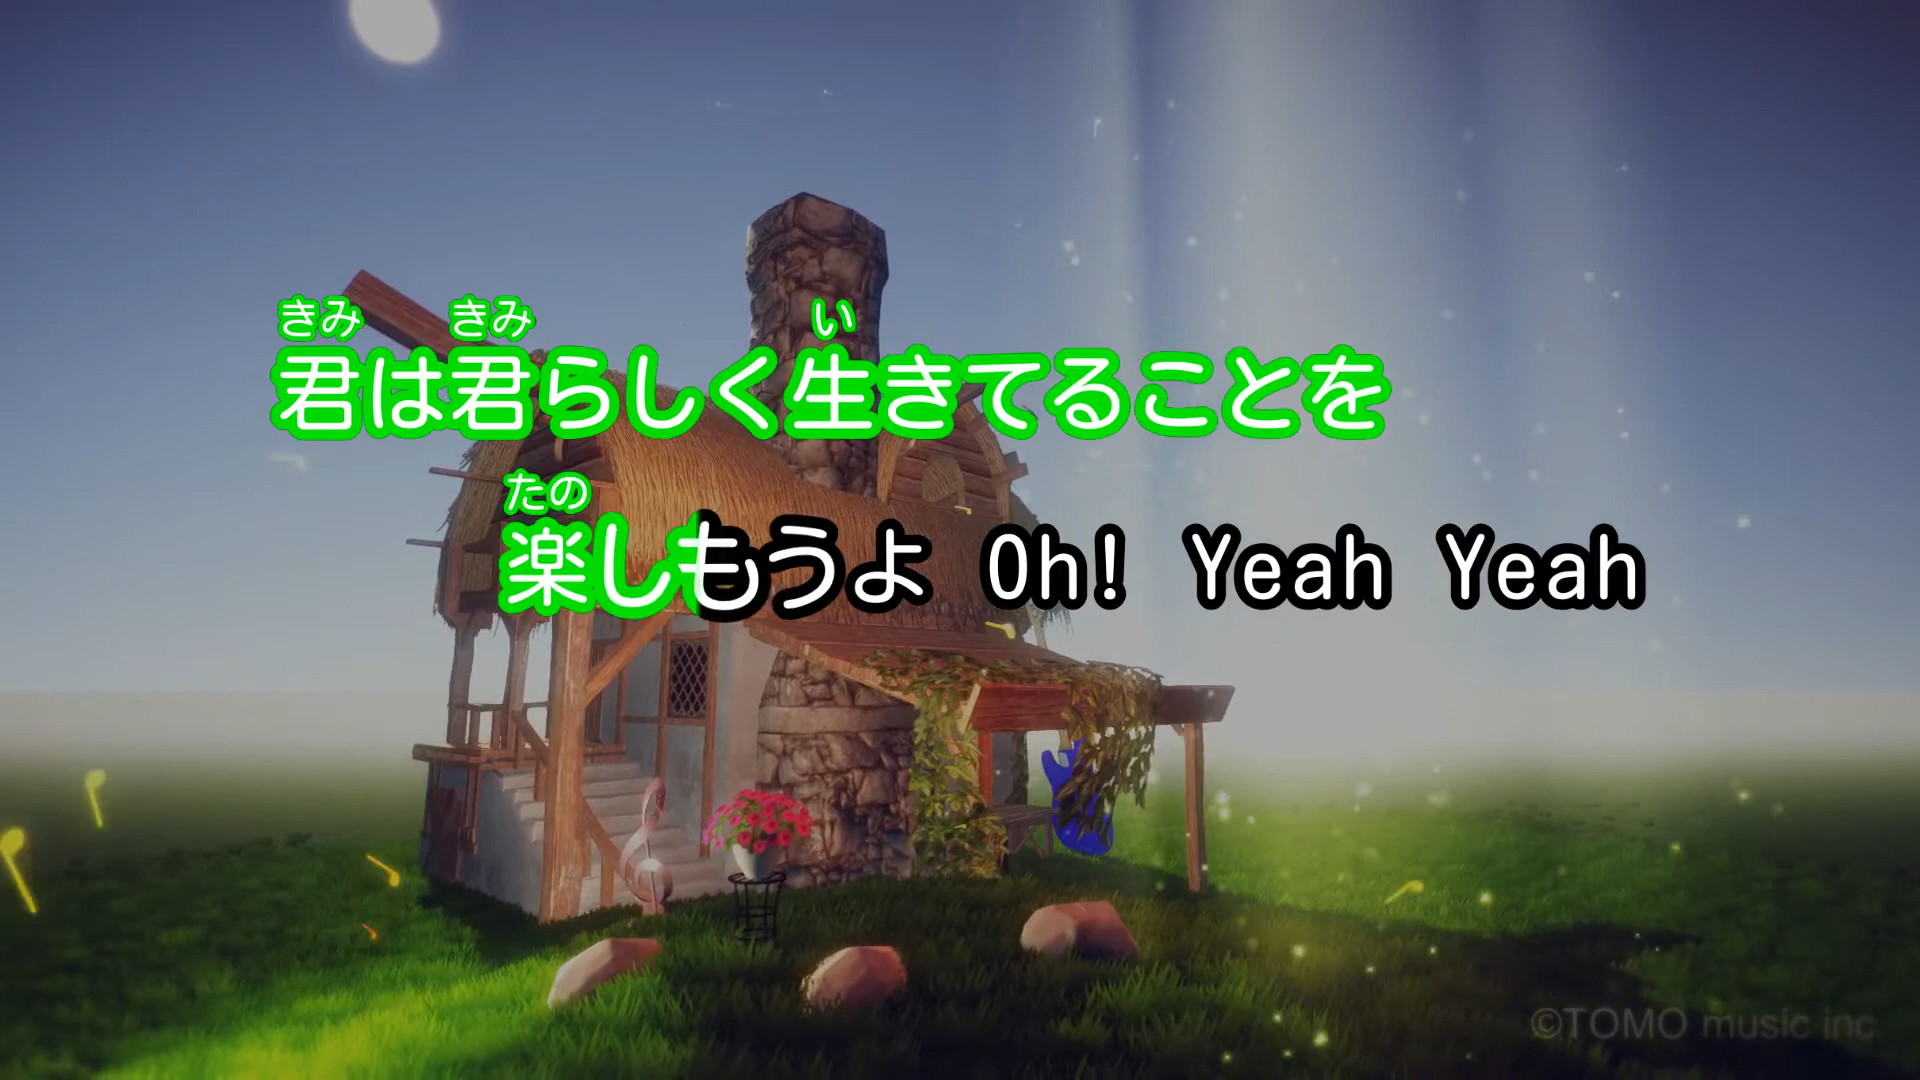 きみ きみ い
君は君らしく生きてることを
たの
楽しもうよ Oh! Yeah Yeah
©TOMO music inc